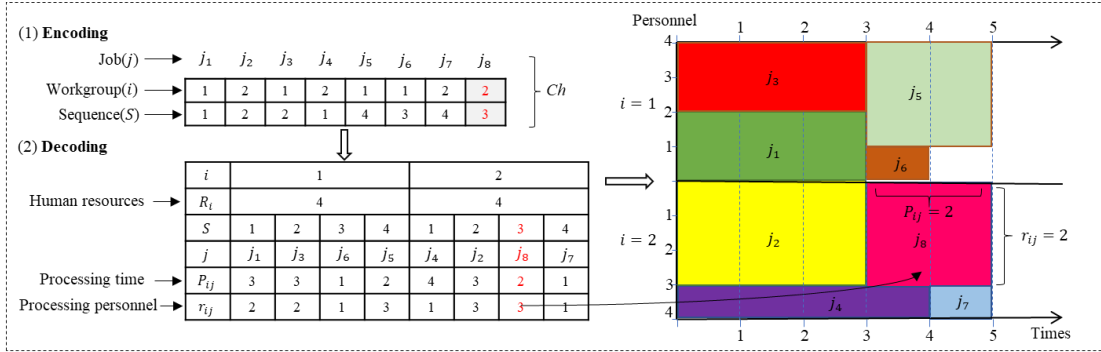 (1) Encoding
Job(j) j₁ j₂ j₃ j₄ j₅ j₆ j₇ j₈
Workgroup(i) 1 2 1 2 1 1 2 2
Sequence(S) 1 2 2 1 4 3 4 3
Ch
(2) Decoding
i 1 2
Human resources Rᵢ 4 4
S 1 2 3 4 1 2 3 4
j j₁ j₃ j₆ j₅ j₄ j₂ j₈ j₇
Processing time Pᵢⱼ 3 3 1 2 4 3 2 1
Processing personnel rᵢⱼ 2 2 1 3 1 3 3 1
Personnel
1 2 3 4 5
4
3
2
1
i = 1
j₃
j₅
j₁
j₆
1
2
3
4
i = 2
j₂
Pᵢⱼ = 2
j₈
rᵢⱼ = 2
j₄
j₇
1 2 3 4 5
Times